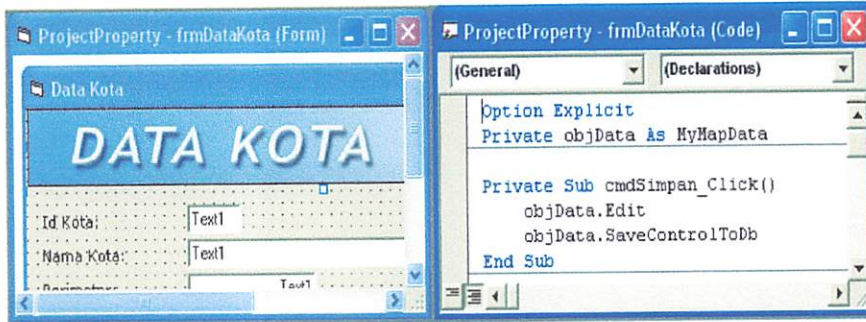 ProjectProperty - frmDataKota (Form)
Data Kota
DATA KOTA
Id Kota:
Text1
Nama Kota:
Text1
Text1
ProjectProperty - frmDataKota (Code)
(General)
(Declarations)
Option Explicit
Private objData As MyMapData
Private Sub cmdSimpan_Click()
objData.Edit
objData.SaveControlToDb
End Sub